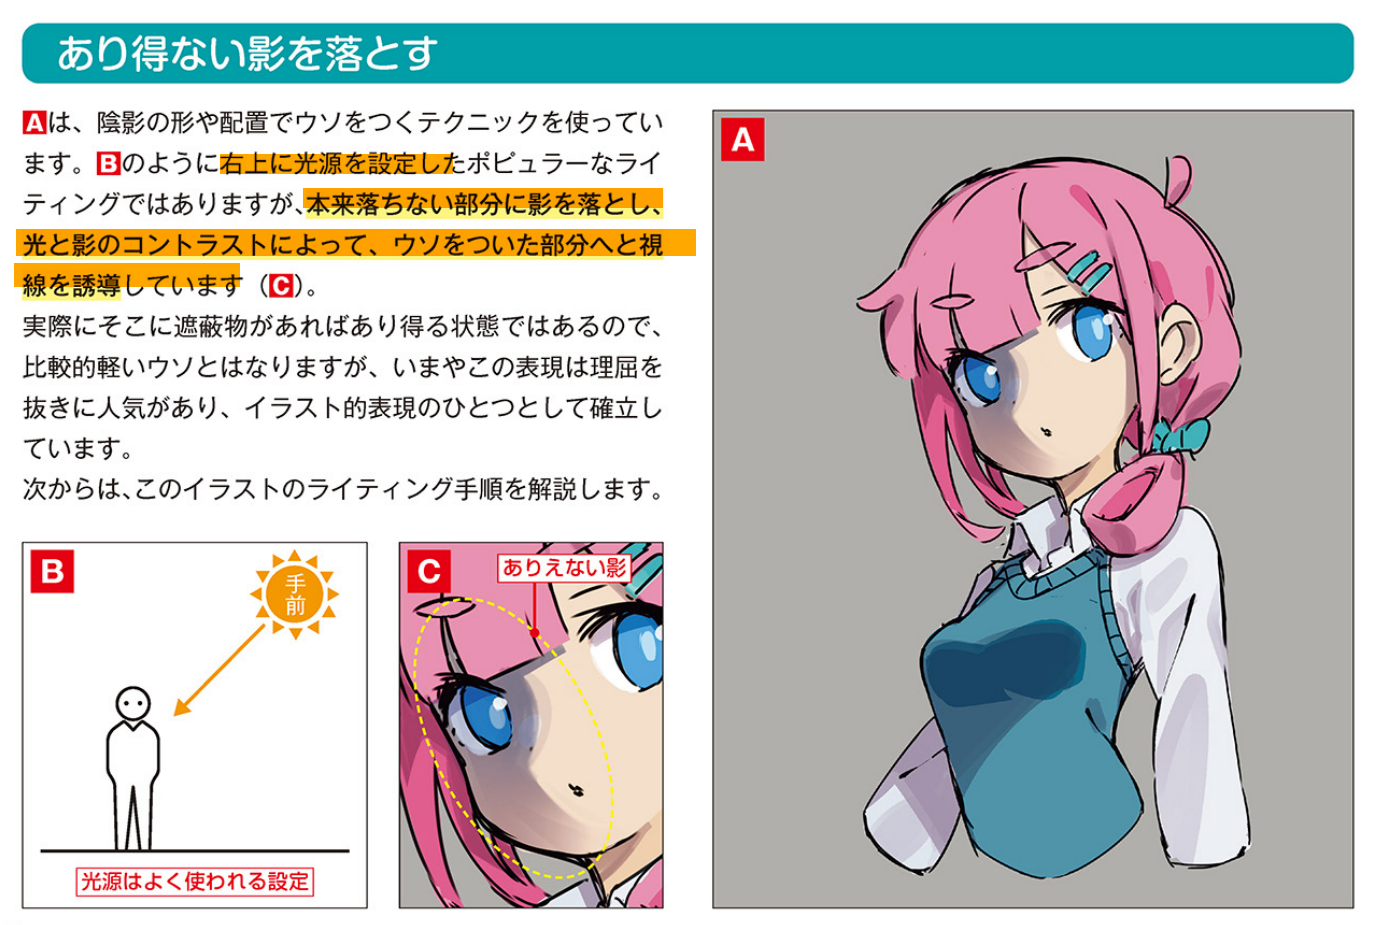 あり得ない影を落とす
Aは、陰影の形や配置でウソをつくテクニックを使ってい
ます。Bのように右上に光源を設定したポピュラーなライ
ティングではありますが、本来落ちない部分に影を落とし、
光と影のコントラストによって、ウソをついた部分へと視
線を誘導しています（C）。
実際にそこに遮蔽物があればあり得る状態ではあるので、
比較的軽いウソとはなりますが、いまやこの表現は理屈を
抜きに人気があり、イラスト的表現のひとつとして確立し
ています。
次からは、このイラストのライティング手順を解説します。
B
手
前
光源はよく使われる設定
C
ありえない影
A